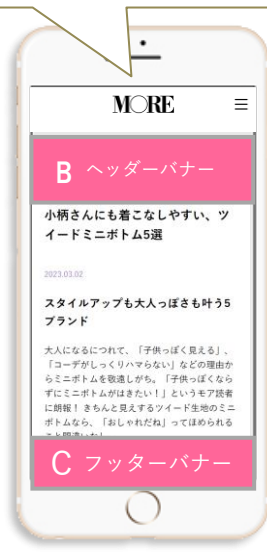 MORE
B ヘッダーバナー
小柄さんにも着こなしやすい、ツ
イードミニボトム5選
2023.03.02
スタイルアップも大人っぽさも叶う5
ブランド
大人になるにつれて、「子供っぽく見える」、
「コーデがしっくりハマらない」などの理由か
らミニボトムを敬遠しがち。「子供っぽくなら
ずにミニボトムがはきたい！」というモア読者
に朗報！ きちんと見えするツイード生地のミニ
ボトムなら、「おしゃれだね」ってほめられる
C フッターバナー